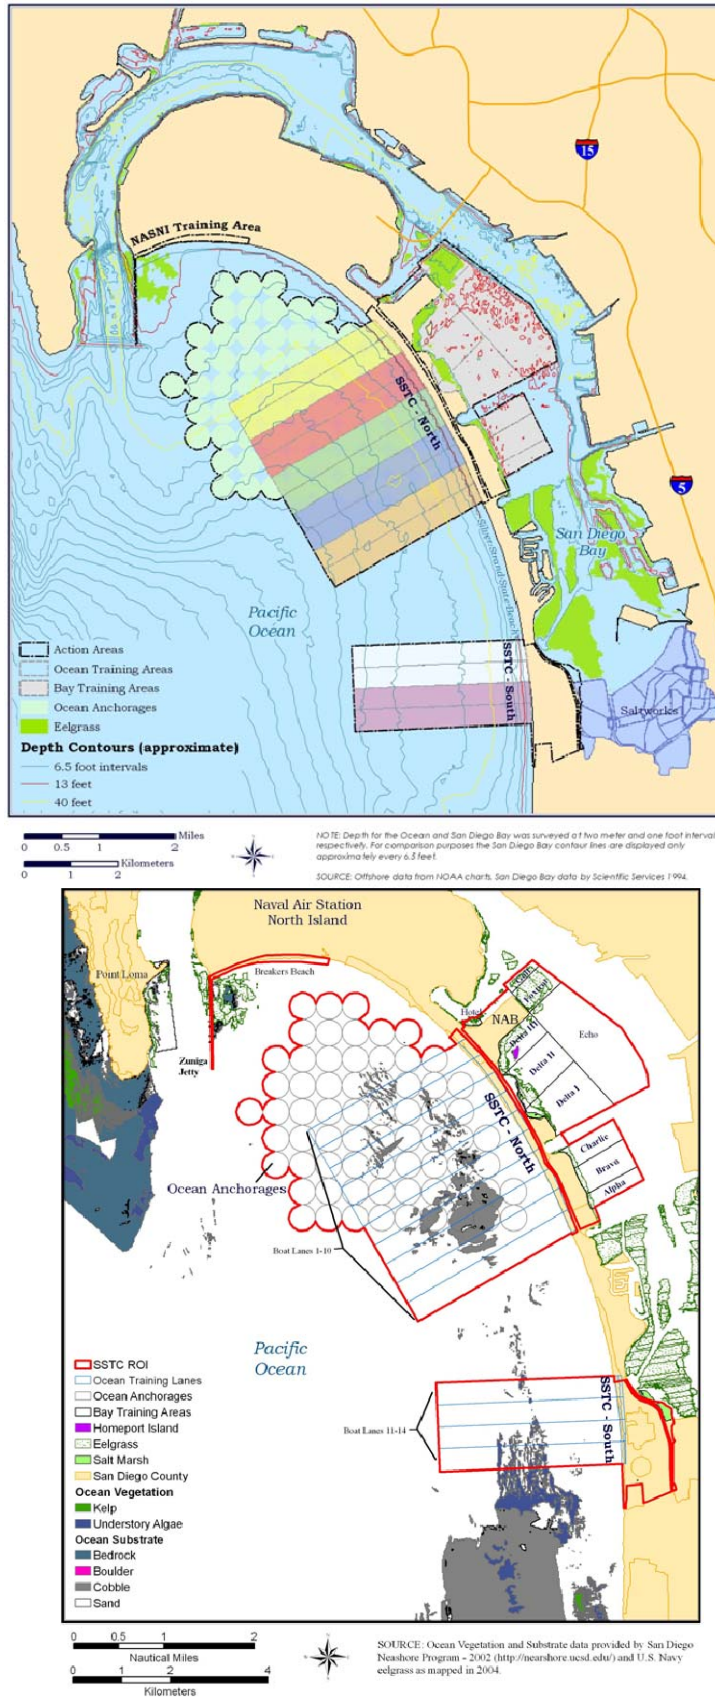 NASNI Training Area
15
SSTC - North
5
San Diego
Bay
Silver Strand State Beach
Pacific
Ocean
SSTC - South
Saltworks
Action Areas
Ocean Training Areas
Bay Training Areas
Ocean Anchorages
Eelgrass
Depth Contours (approximate)
6.5 foot intervals
13 feet
40 feet
Miles
0 0.5 1 2
Kilometers
0 1 2
NOTE: Depth for the Ocean and San Diego Bay was surveyed at two meter and one foot interval
respectively. For comparison purposes the San Diego Bay contour lines are displayed only
approximately every 6.5 feet.
SOURCE: Offshore data from NOAA charts, San Diego Bay data by Scientific Services 1994.
Naval Air Station
North Island
Point Loma
Breakers Beach
Zuniga
Jetty
Hotel
NAB
Golf
Foxtrot
Echo
Delta III
Delta II
Delta I
SSTC - North
Charlie
Bravo
Alpha
Ocean Anchorages
Boat Lanes 1-10
Pacific
Ocean
SSTC - South
Boat Lanes 11-14
SSTC ROI
Ocean Training Lanes
Ocean Anchorages
Bay Training Areas
Homeport Island
Eelgrass
Salt Marsh
San Diego County
Ocean Vegetation
Kelp
Understory Algae
Ocean Substrate
Bedrock
Boulder
Cobble
Sand
0 0.5 1 2
Nautical Miles
0 1 2 4
Kilometers
SOURCE: Ocean Vegetation and Substrate data provided by San Diego
Neashore Program - 2002 (http://nearshore.ucsd.edu/) and U.S. Navy
eelgrass as mapped in 2004.